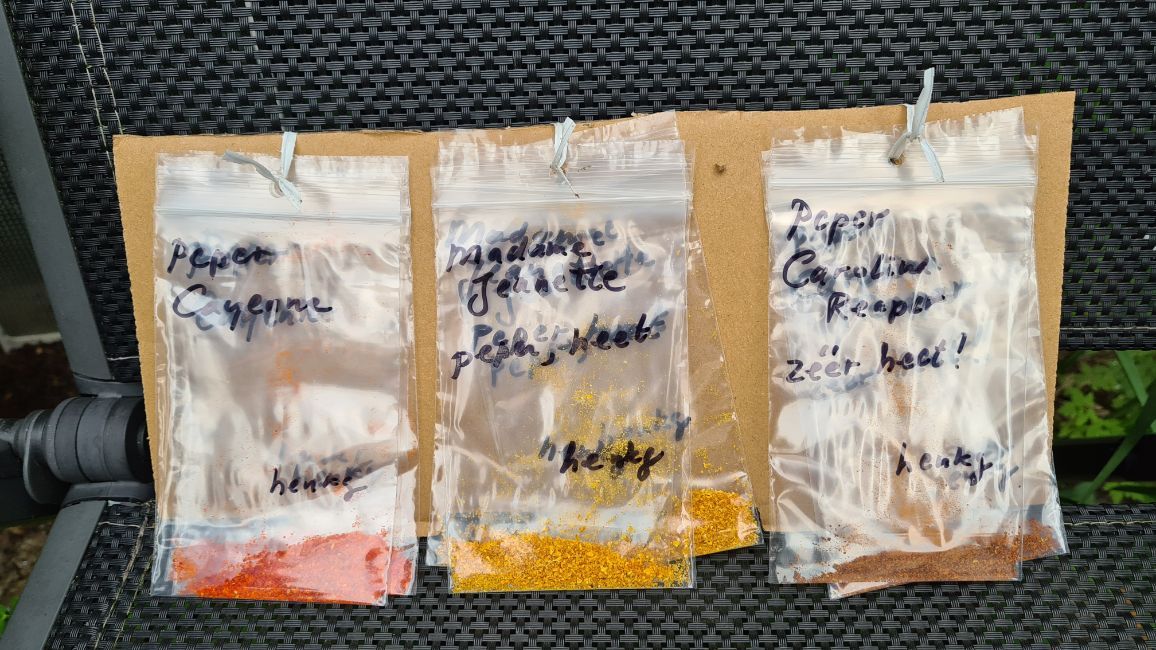 Peper
Cayenne
henky
Madame
Jeanette
peper, heet
henky
Peper
Carolina
Reaper
zéér heet!
henky